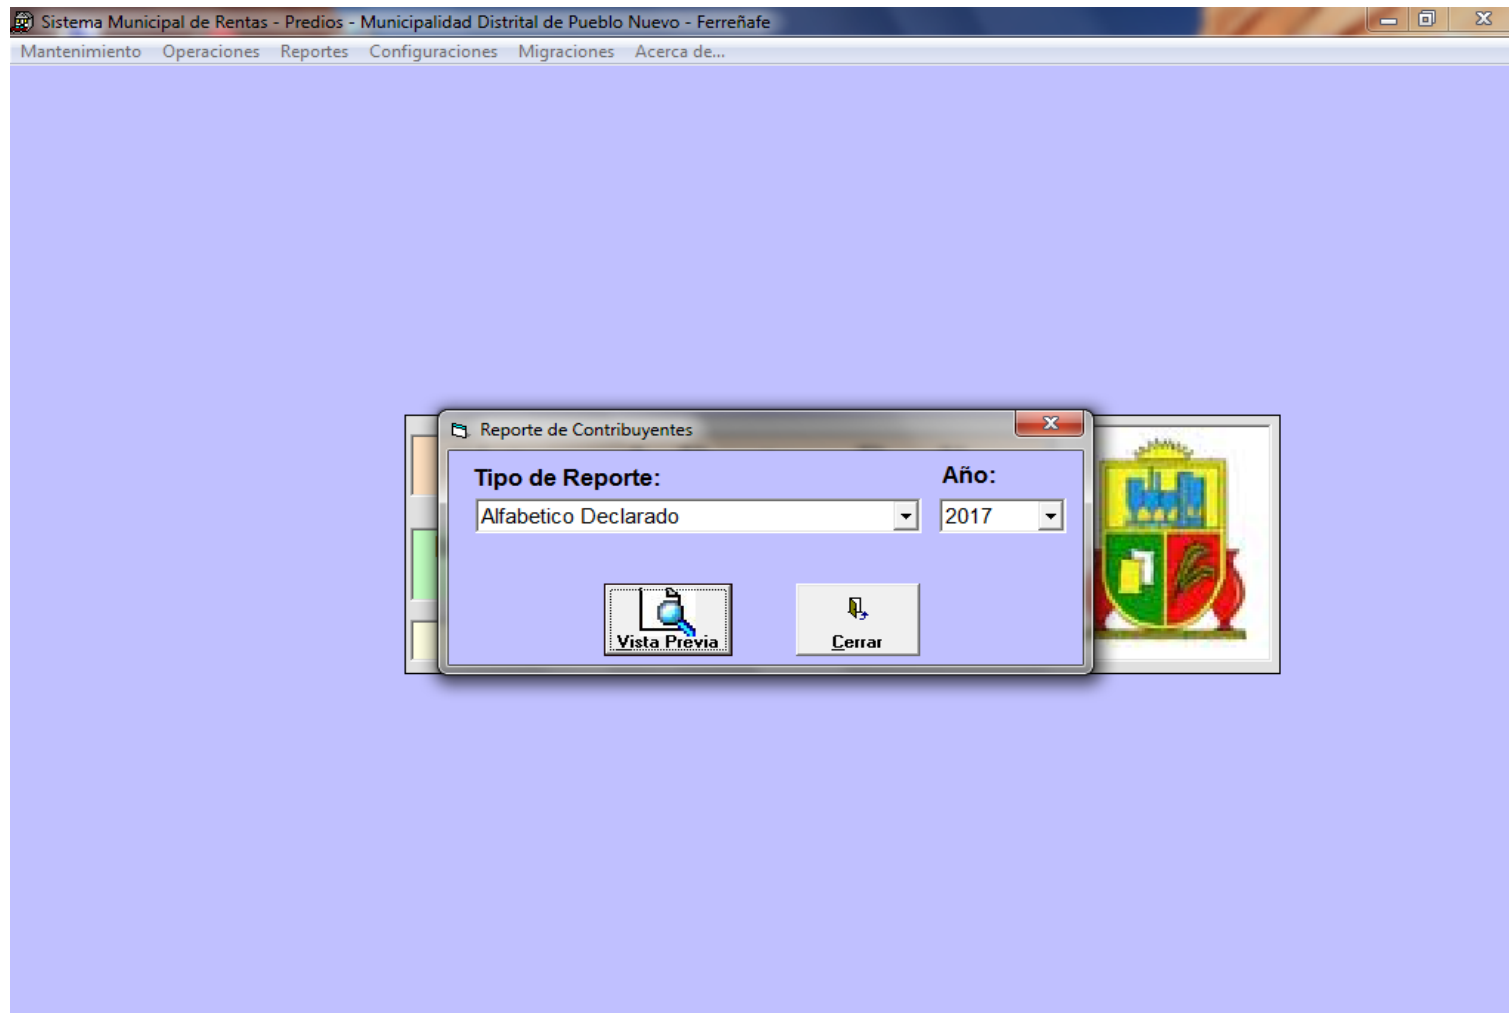 Sistema Municipal de Rentas - Predios - Municipalidad Distrital de Pueblo Nuevo - Ferreñafe
Mantenimiento Operaciones Reportes Configuraciones Migraciones Acerca de...
Reporte de Contribuyentes
Tipo de Reporte: Año:
Alfabetico Declarado 2017
Vista Previa Cerrar